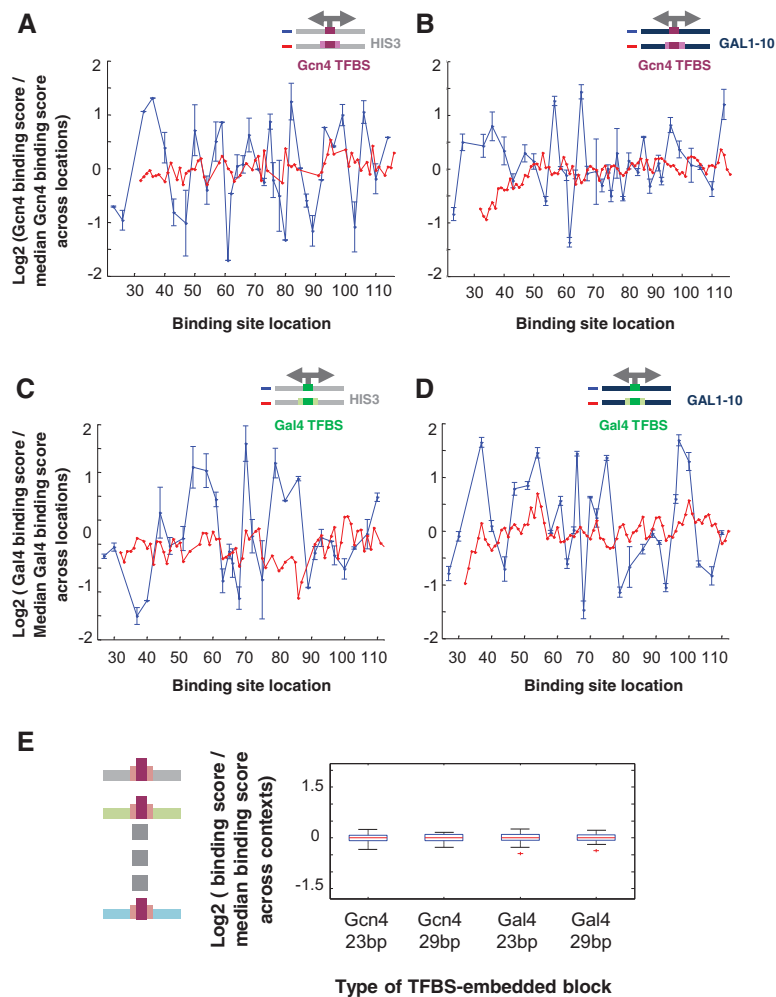 A
HIS3
Gcn4 TFBS
Log2 (Gcn4 binding score /
median Gcn4 binding score
across locations)
2
1
0
-1
-2
30 40 50 60 70 80 90 100 110
Binding site location
B
GAL1-10
Gcn4 TFBS
2
1
0
-1
-2
30 40 50 60 70 80 90 100 110
Binding site location
C
HIS3
Gal4 TFBS
Log2 ( Gal4 binding score /
Median Gal4 binding score
across locations)
2
1
0
-1
-2
30 40 50 60 70 80 90 100 110
Binding site location
D
GAL1-10
Gal4 TFBS
2
1
0
-1
-2
30 40 50 60 70 80 90 100 110
Binding site location
E
Log2 ( binding score /
median binding score
across contexts)
1.5
0
-1.5
Gcn4 Gcn4 Gal4 Gal4
23bp 29bp 23bp 29bp
Type of TFBS-embedded block